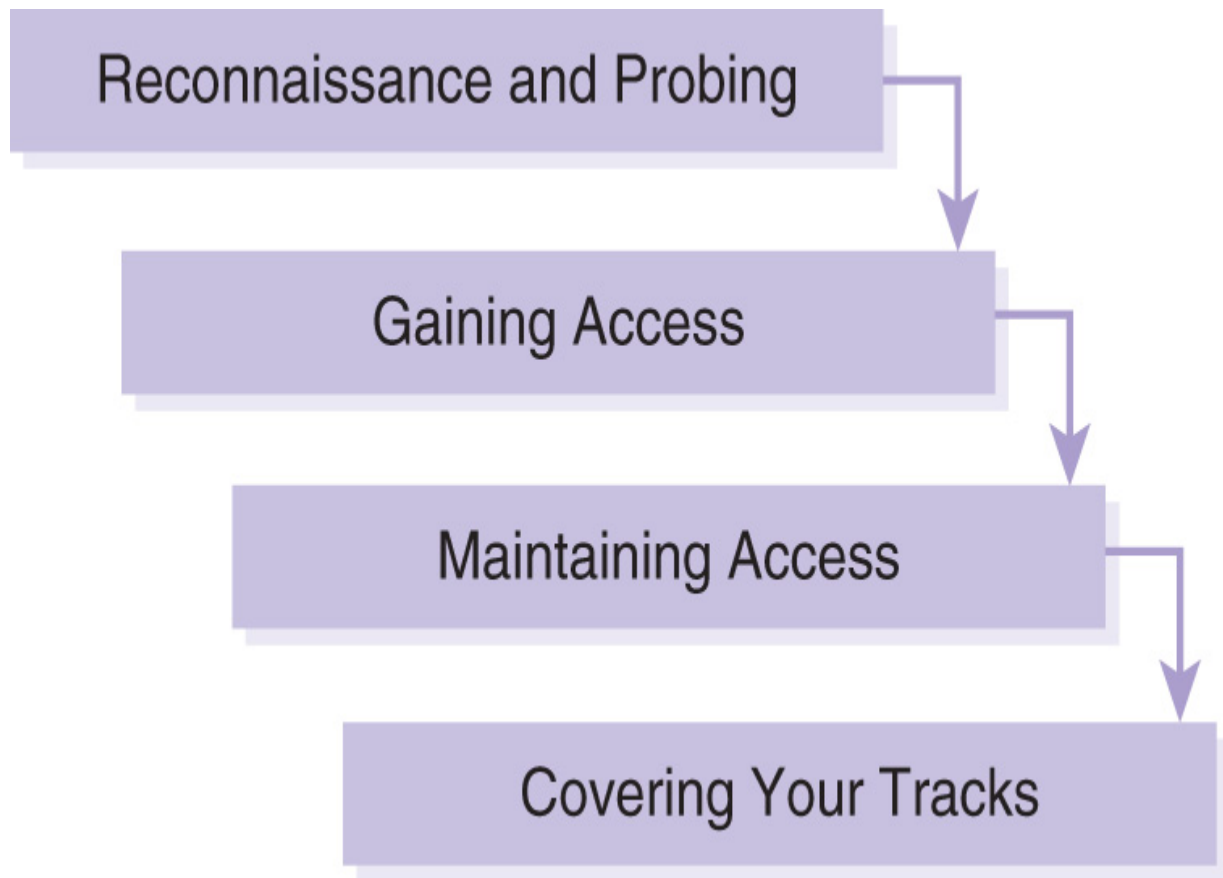 Reconnaissance and Probing
Gaining Access
Maintaining Access
Covering Your Tracks